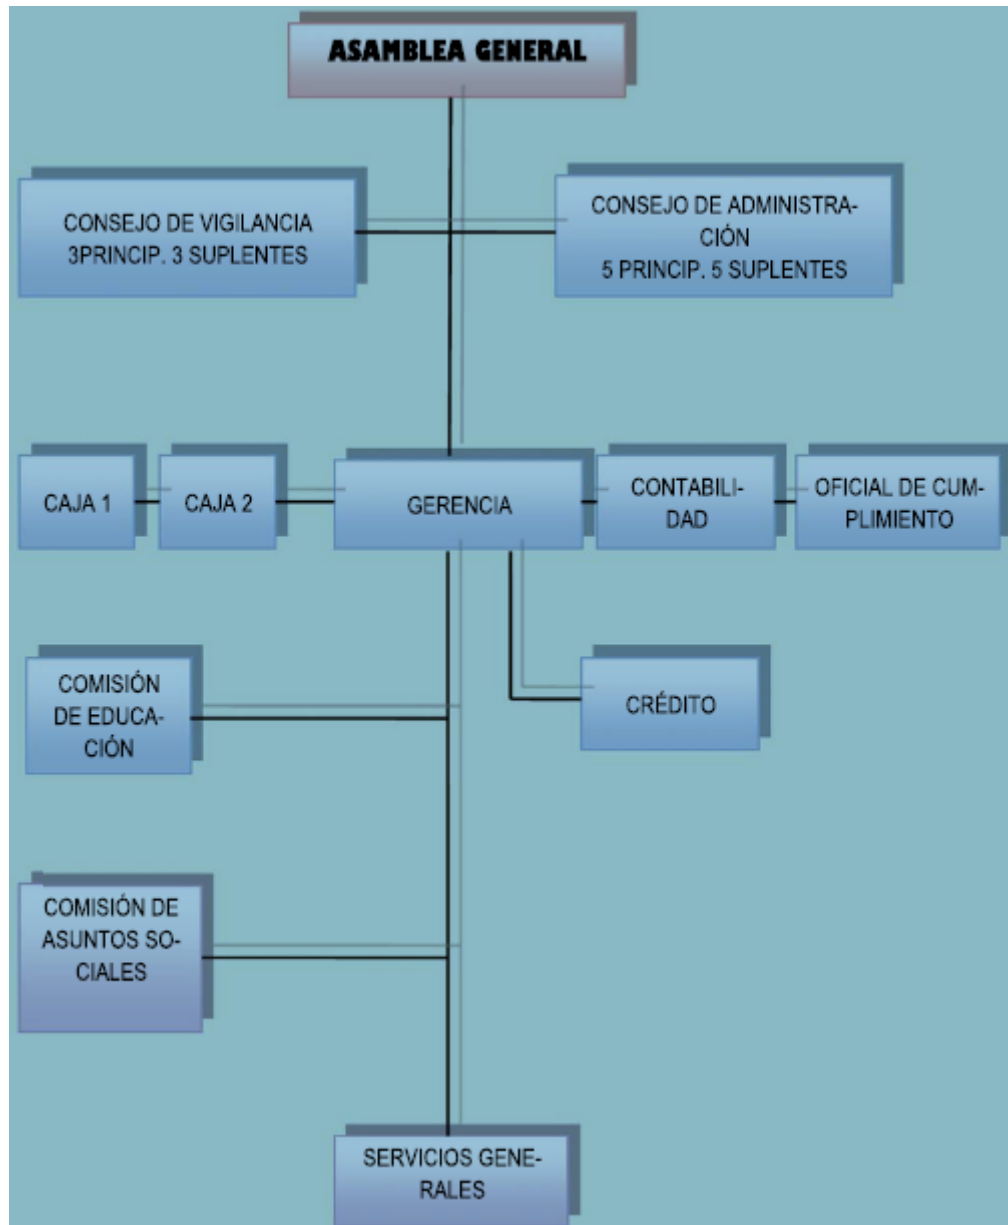 ASAMBLEA GENERAL
CONSEJO DE VIGILANCIA
3PRINCIP. 3 SUPLENTES
CONSEJO DE ADMINISTRA-
CIÓN
5 PRINCIP. 5 SUPLENTES
CAJA 1
CAJA 2
GERENCIA
CONTABILI-
DAD
OFICIAL DE CUM-
PLIMIENTO
COMISIÓN
DE EDUCA-
CIÓN
CRÉDITO
COMISIÓN DE
ASUNTOS SO-
CIALES
SERVICIOS GENE-
RALES